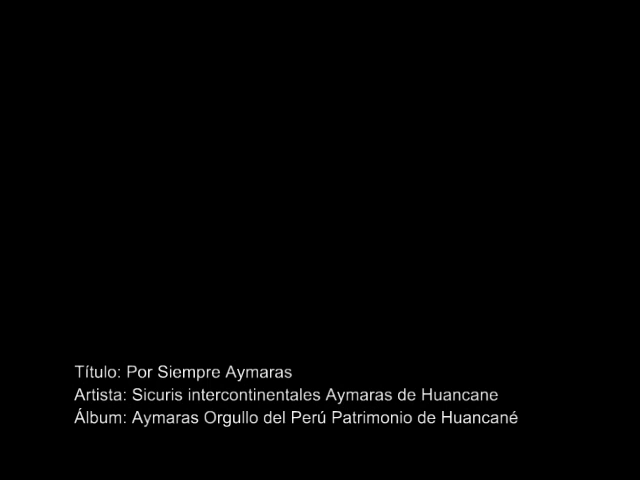 Título: Por Siempre Aymaras
Artista: Sicuris intercontinentales Aymaras de Huancane
Álbum: Aymaras Orgullo del Perú Patrimonio de Huancané